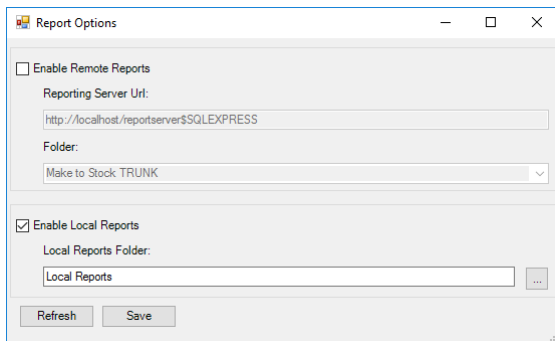 Report Options
Enable Remote Reports
Reporting Server Url:
http://localhost/reportserver$SQLEXPRESS
Folder:
Make to Stock TRUNK
Enable Local Reports
Local Reports Folder:
Local Reports
...
Refresh Save